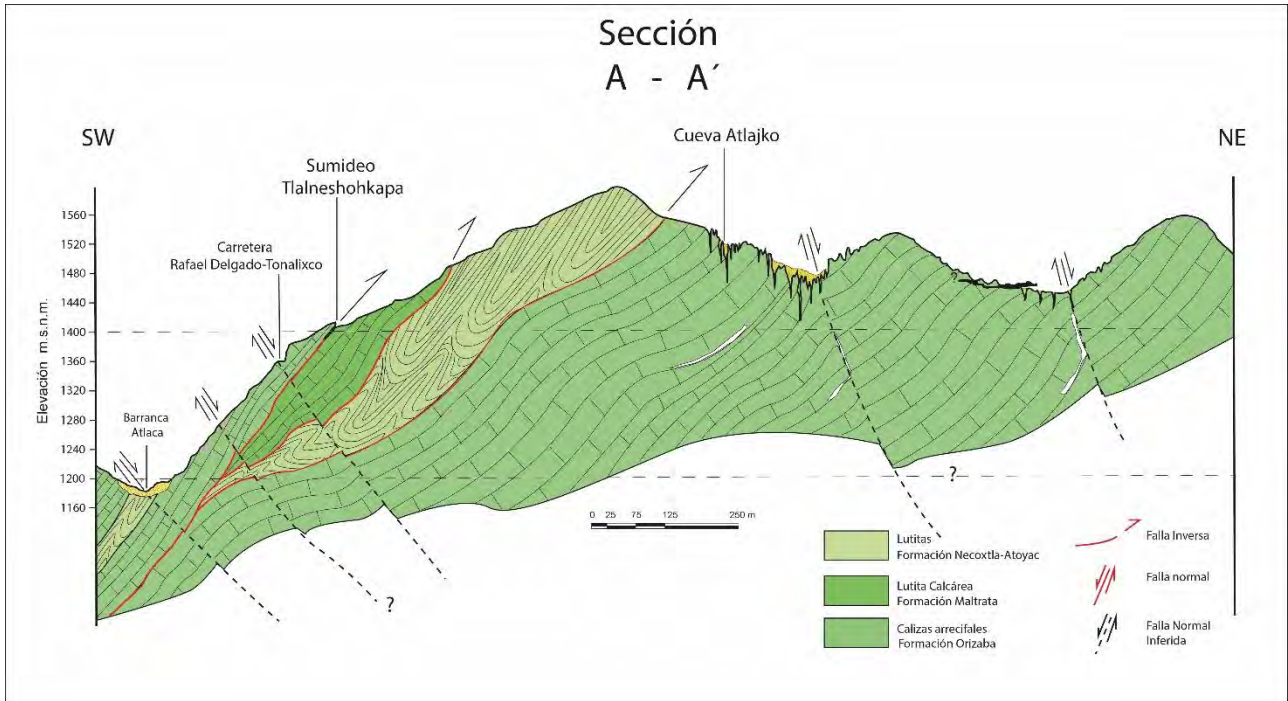 Sección
A - A´
SW
NE
Cueva Atlajko
Sumideo
Tlalneshohkapa
Carretera
Rafael Delgado-Tonalixco
Barranca
Atlaca
Elevación m.s.n.m.
1560
1520
1480
1440
1400
1360
1320
1280
1240
1200
1160
?
?
?
0 25 75 125 250 m
Lutitas
Formación Necoxtla-Atoyac
Lutita Calcárea
Formación Maltrata
Calizas arrecifales
Formación Orizaba
Falla Inversa
Falla normal
Falla Normal
Inferida